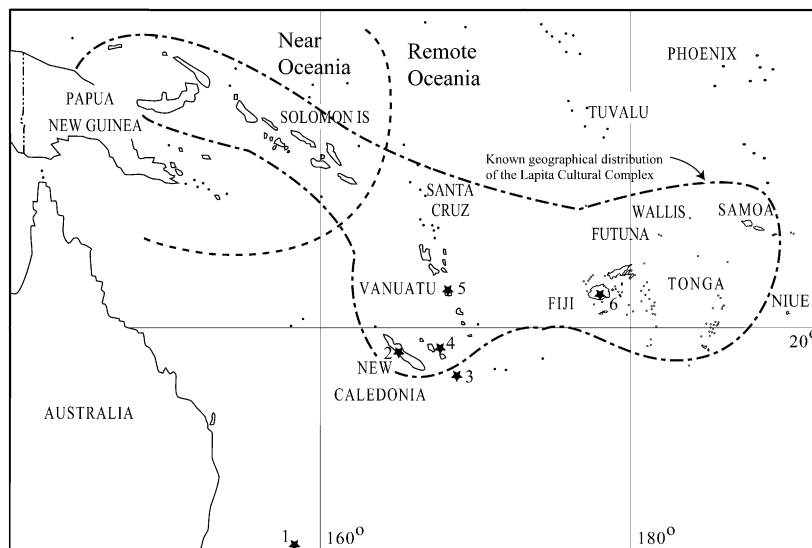 Near
Oceania
Remote
Oceania
PHOENIX
PAPUA
NEW GUINEA
SOLOMON IS
TUVALU
Known geographical distribution
of the Lapita Cultural Complex
SANTA
CRUZ
WALLIS
SAMOA
FUTUNA
VANUATU
5
FIJI
6
TONGA
NIUE
20°
2
4
NEW
CALEDONIA
3
AUSTRALIA
1
160°
180°